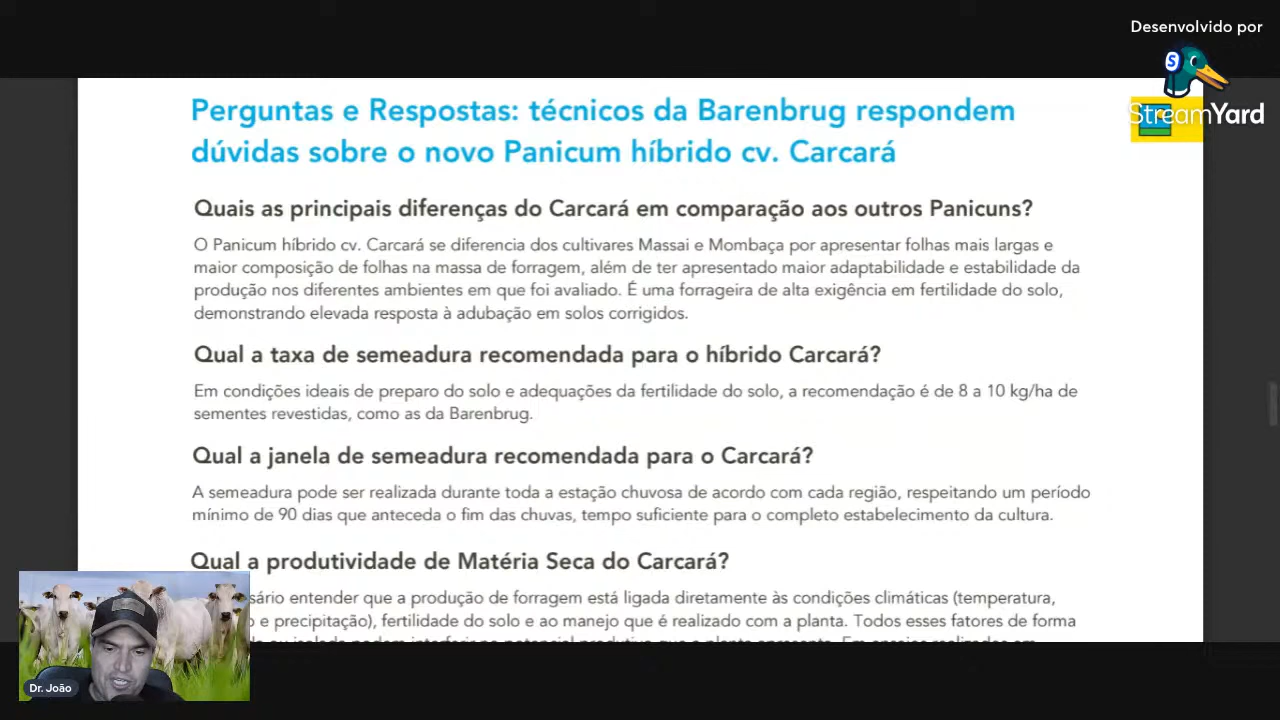 Desenvolvido por
StreamYard
Perguntas e Respostas: técnicos da Barenbrug respondem
dúvidas sobre o novo Panicum híbrido cv. Carcará
Quais as principais diferenças do Carcará em comparação aos outros Panicuns?
O Panicum híbrido cv. Carcará se diferencia dos cultivares Massai e Mombaça por apresentar folhas mais largas e
maior composição de folhas na massa de forragem, além de ter apresentado maior adaptabilidade e estabilidade da
produção nos diferentes ambientes em que foi avaliado. É uma forrageira de alta exigência em fertilidade do solo,
demonstrando elevada resposta à adubação em solos corrigidos.
Qual a taxa de semeadura recomendada para o híbrido Carcará?
Em condições ideais de preparo do solo e adequações da fertilidade do solo, a recomendação é de 8 a 10 kg/ha de
sementes revestidas, como as da Barenbrug.
Qual a janela de semeadura recomendada para o Carcará?
A semeadura pode ser realizada durante toda a estação chuvosa de acordo com cada região, respeitando um período
mínimo de 90 dias que anteceda o fim das chuvas, tempo suficiente para o completo estabelecimento da cultura.
Qual a produtividade de Matéria Seca do Carcará?
sário entender que a produção de forragem está ligada diretamente às condições climáticas (temperatura,
o e precipitação), fertilidade do solo e ao manejo que é realizado com a planta. Todos esses fatores de forma
Dr. João